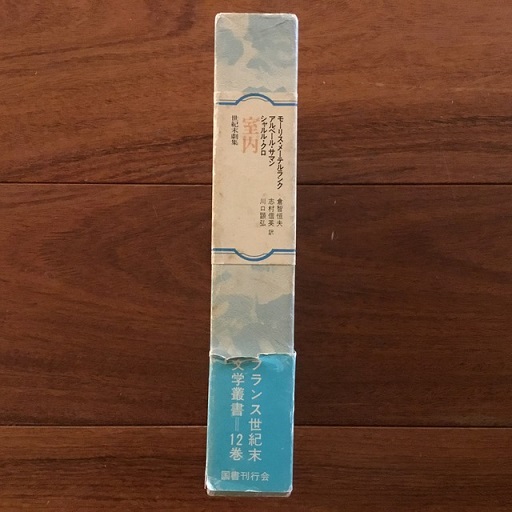 モーリス・メーテルランク
アルベール・サマン
シャルル・クロ
室内
世紀末劇集
倉智恒夫
志村信英 訳
川口顕弘
フランス世紀末
文学叢書=12巻
国書刊行会